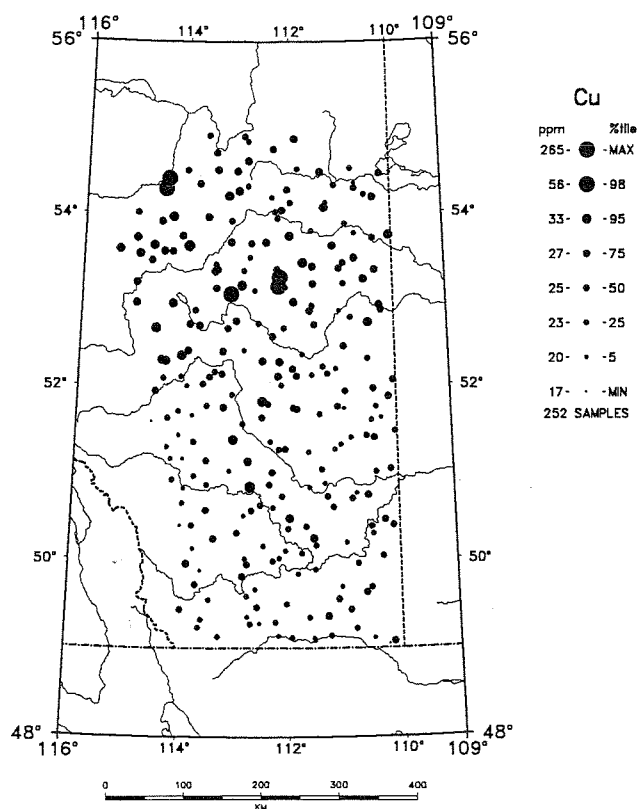 116° 114° 112° 110° 109°
56° 56°
Cu
ppm %tile
265- -MAX
56- -98
33- -95
27- -75
25- -50
23- -25
20- -5
17- -MIN
252 SAMPLES
54° 54°
52° 52°
50° 50°
48° 48°
116° 114° 112° 110° 109°
0 100 200 300 400
KM